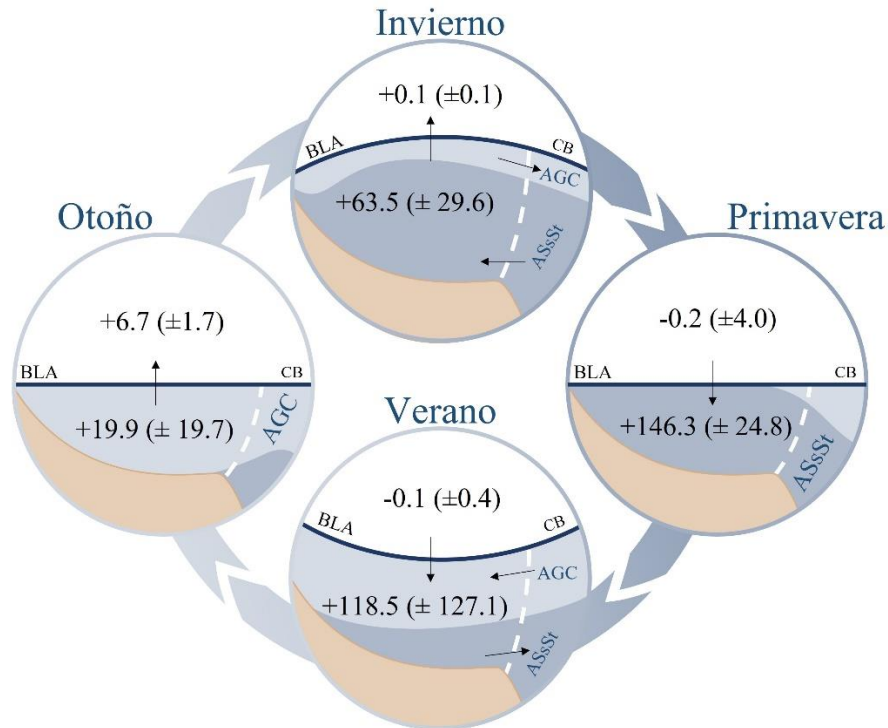 Invierno
+0.1 (±0.1)
BLA
CB
AGC
+63.5 (± 29.6)
ASsSt
Otoño
+6.7 (±1.7)
BLA
CB
+19.9 (± 19.7)
AGC
Primavera
-0.2 (±4.0)
BLA
CB
+146.3 (± 24.8)
ASsSt
Verano
-0.1 (±0.4)
BLA
CB
AGC
+118.5 (± 127.1)
ASsSt